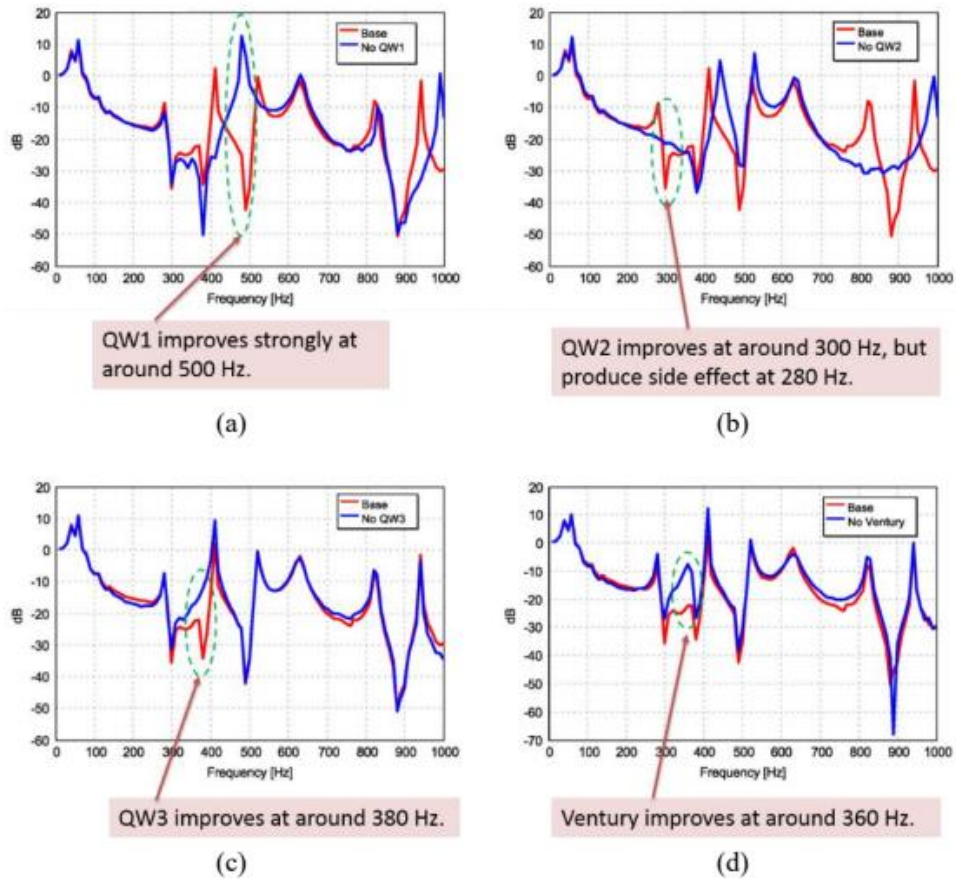 20
10
0
-10
-20
-30
-40
-50
-60
dB
0 100 200 300 400 500 600 700 800 900 1000
Frequency [Hz]
Base
No QW1
QW1 improves strongly at
around 500 Hz.
(a)
20
10
0
-10
-20
-30
-40
-50
-60
dB
0 100 200 300 400 500 600 700 800 900 1000
Frequency [Hz]
Base
No QW2
QW2 improves at around 300 Hz, but
produce side effect at 280 Hz.
(b)
20
10
0
-10
-20
-30
-40
-50
-60
dB
0 100 200 300 400 500 600 700 800 900 1000
Frequency [Hz]
Base
No QW3
QW3 improves at around 380 Hz.
(c)
20
10
0
-10
-20
-30
-40
-50
-60
-70
dB
0 100 200 300 400 500 600 700 800 900 1000
Frequency [Hz]
Base
No Ventury
Ventury improves at around 360 Hz.
(d)